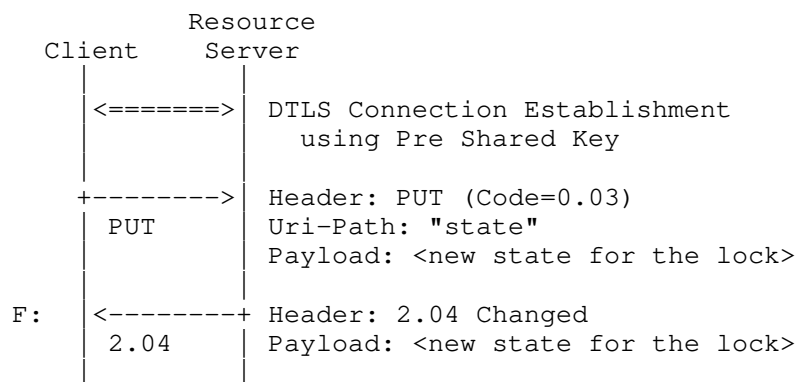 Resource
Client Server
<=======> DTLS Connection Establishment
using Pre Shared Key
+--------> Header: PUT (Code=0.03)
PUT Uri-Path: "state"
Payload: <new state for the lock>
F: <--------+ Header: 2.04 Changed
2.04 Payload: <new state for the lock>